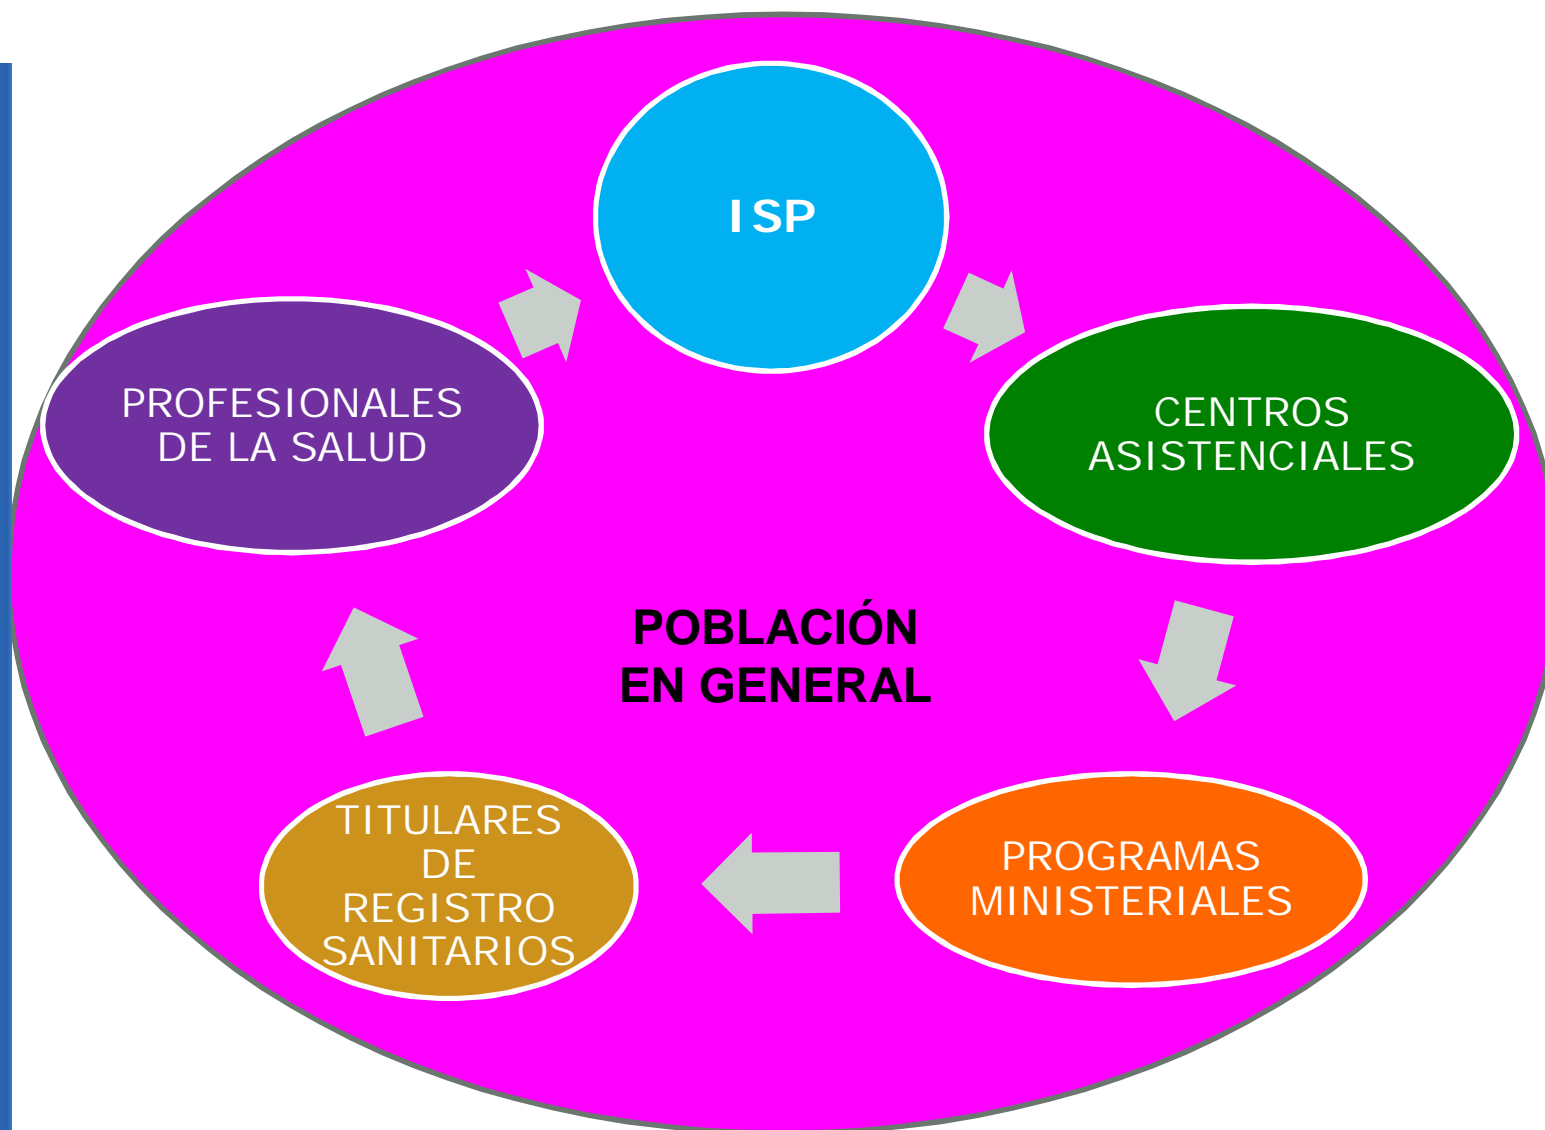 ISP
PROFESIONALES
DE LA SALUD
CENTROS
ASISTENCIALES
POBLACIÓN
EN GENERAL
TITULARES
DE
REGISTRO
SANITARIOS
PROGRAMAS
MINISTERIALES